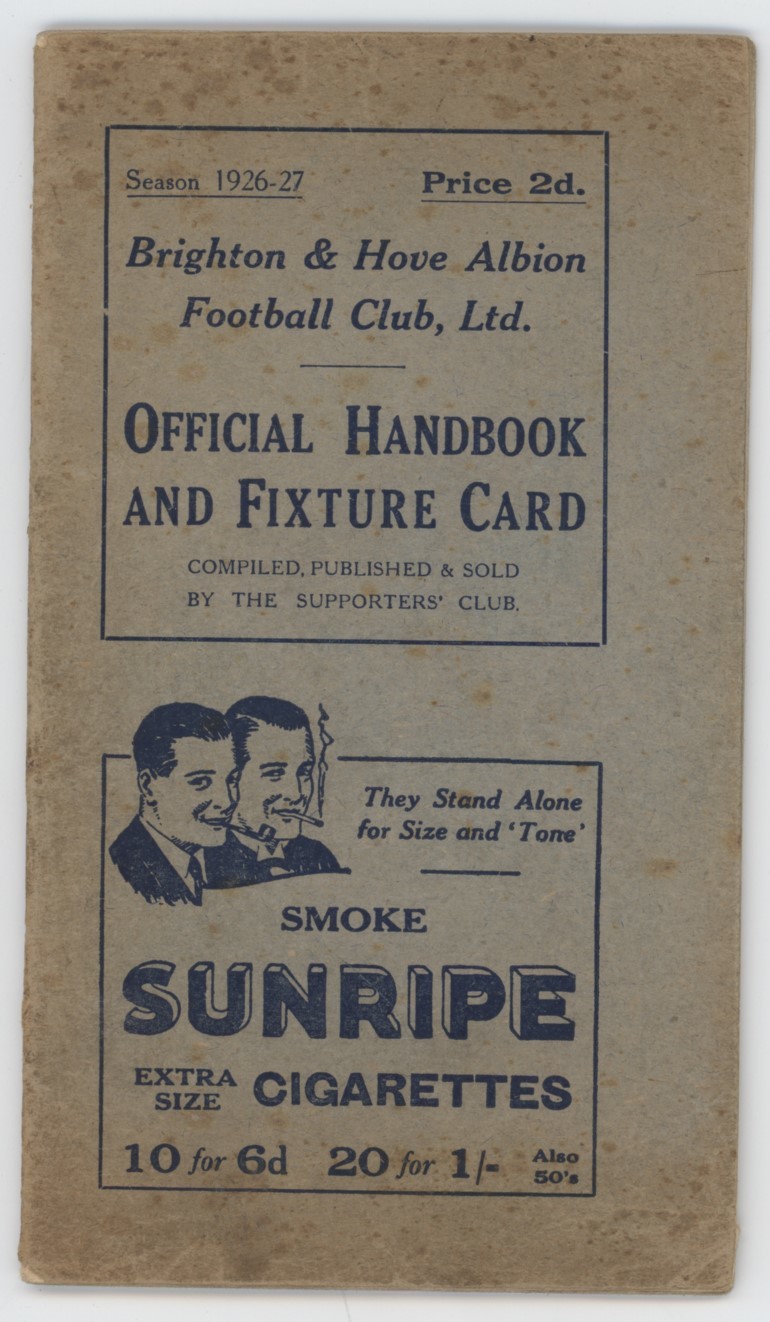 Season 1926-27 Price 2d.
Brighton & Hove Albion
Football Club, Ltd.
OFFICIAL HANDBOOK
AND FIXTURE CARD
COMPILED, PUBLISHED & SOLD
BY THE SUPPORTERS' CLUB.
They Stand Alone
for Size and 'Tone'
SMOKE
SUNRIPE
EXTRA SIZE CIGARETTES
10 for 6d 20 for 1/- Also 50's